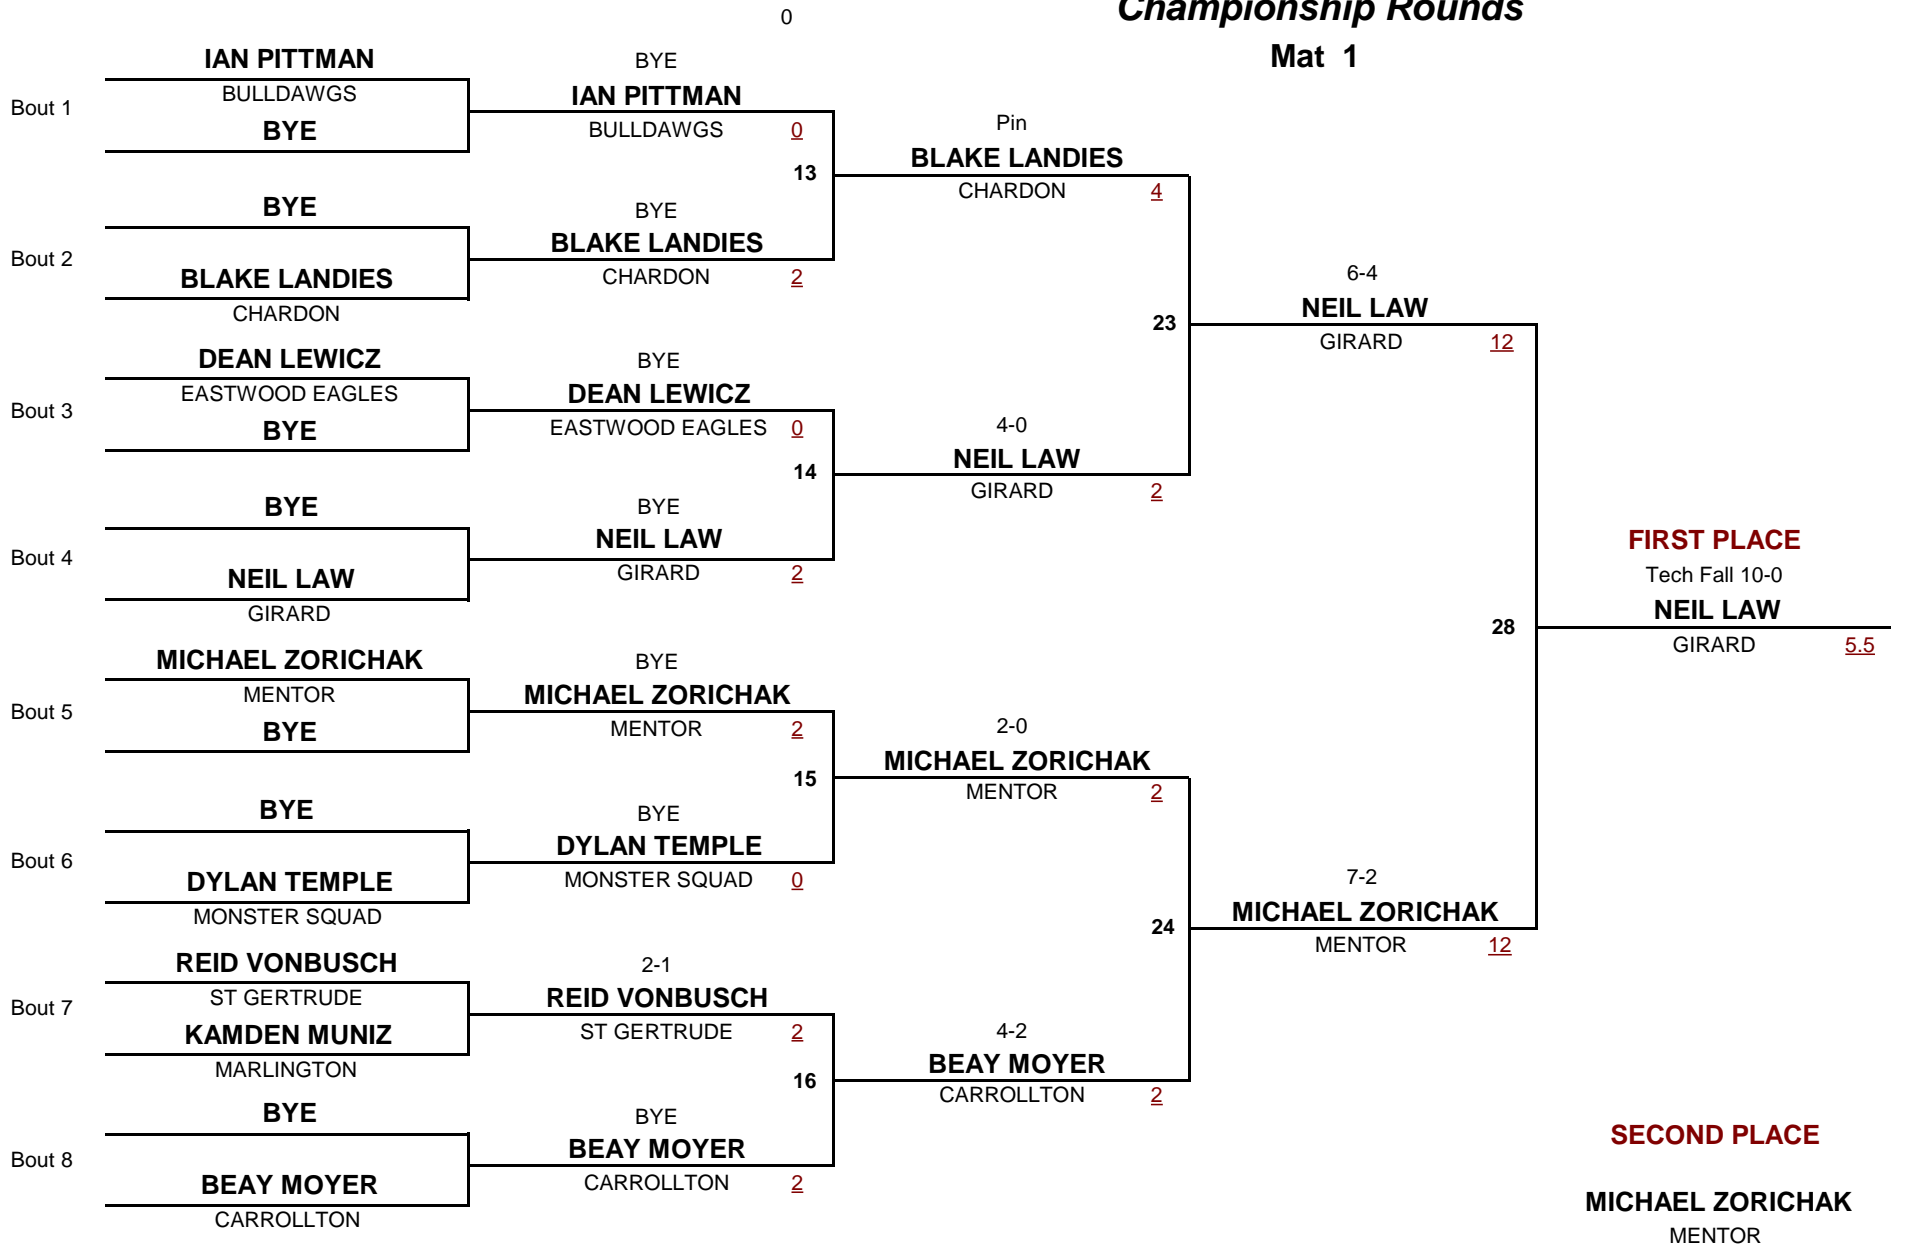 Championship Rounds
0
Mat 1
IAN PITTMAN
BULLDAWGS
Bout 1
BYE
BYE
BLAKE LANDIES
Bout 2
CHARDON
DEAN LEWICZ
EASTWOOD EAGLES
Bout 3
BYE
BYE
Bout 4
NEIL LAW
GIRARD
MICHAEL ZORICHAK
MENTOR
Bout 5
BYE
BYE
Bout 6
DYLAN TEMPLE
MONSTER SQUAD
REID VONBUSCH
ST GERTRUDE
Bout 7
KAMDEN MUNIZ
MARLINGTON
BYE
Bout 8
BEAY MOYER
CARROLLTON
BYE
IAN PITTMAN
BULLDAWGS 0
13
BYE
BLAKE LANDIES
CHARDON 2
BYE
DEAN LEWICZ
EASTWOOD EAGLES 0
14
BYE
NEIL LAW
GIRARD 2
BYE
MICHAEL ZORICHAK
MENTOR 2
15
BYE
DYLAN TEMPLE
MONSTER SQUAD 0
2-1
REID VONBUSCH
ST GERTRUDE 2
16
BYE
BEAY MOYER
CARROLLTON 2
Pin
BLAKE LANDIES
CHARDON 4
23
4-0
NEIL LAW
GIRARD 2
2-0
MICHAEL ZORICHAK
MENTOR 2
24
4-2
BEAY MOYER
CARROLLTON 2
6-4
NEIL LAW
GIRARD 12
28
7-2
MICHAEL ZORICHAK
MENTOR 12
FIRST PLACE
Tech Fall 10-0
NEIL LAW
GIRARD 5.5
SECOND PLACE
MICHAEL ZORICHAK
MENTOR